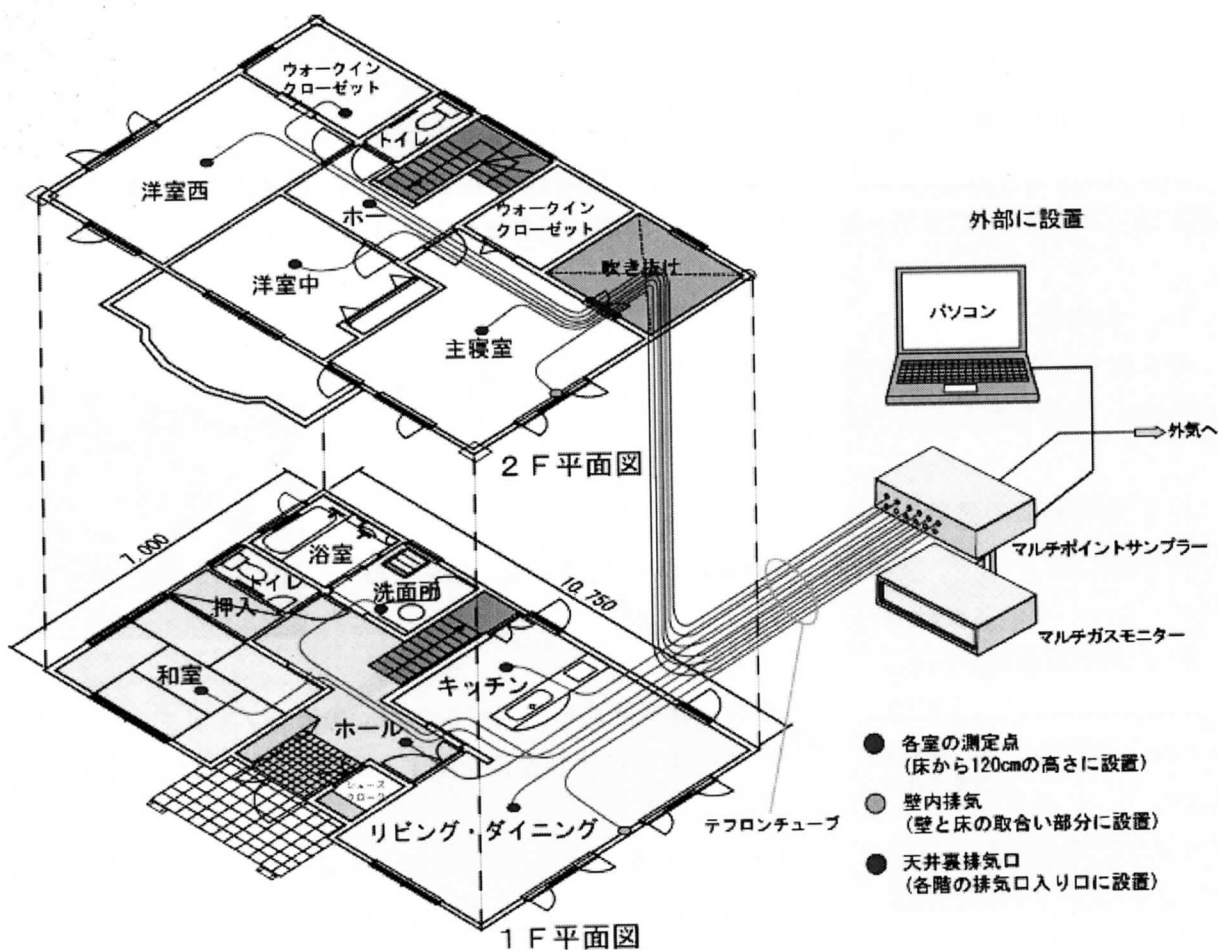 ウォークイン
クローゼット
トイレ
洋室西
ホー
ウォークイン
クローゼット
吹き抜け
洋室中
主寝室
2F平面図
外部に設置
パソコン
外気へ
マルチポイントサンプラー
マルチガスモニター
7,000
10,750
浴室
トイレ
洗面所
押入
和室
キッチン
ホール
シューズ
クローク
リビング・ダイニング
テフロンチューブ
1F平面図
各室の測定点
(床から120cmの高さに設置)
壁内排気
(壁と床の取合い部分に設置)
天井裏排気口
(各階の排気口入り口に設置)